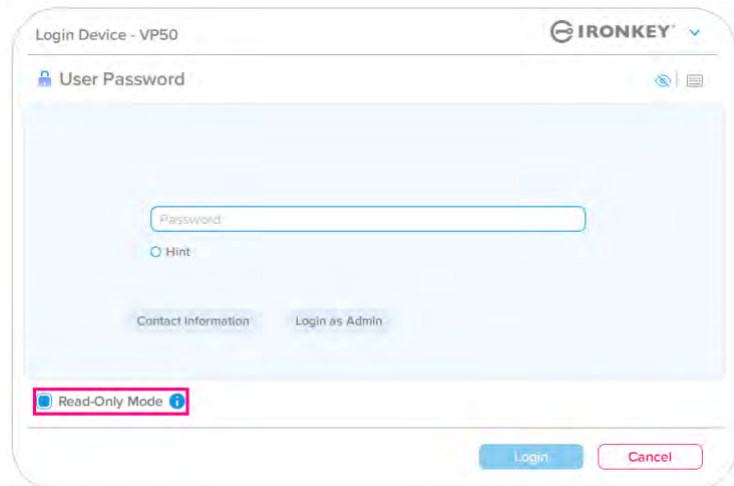 Login Device - VP50
IRONKEY
User Password
Password
Hint
Contact Information Login as Admin
Read-Only Mode
Login Cancel